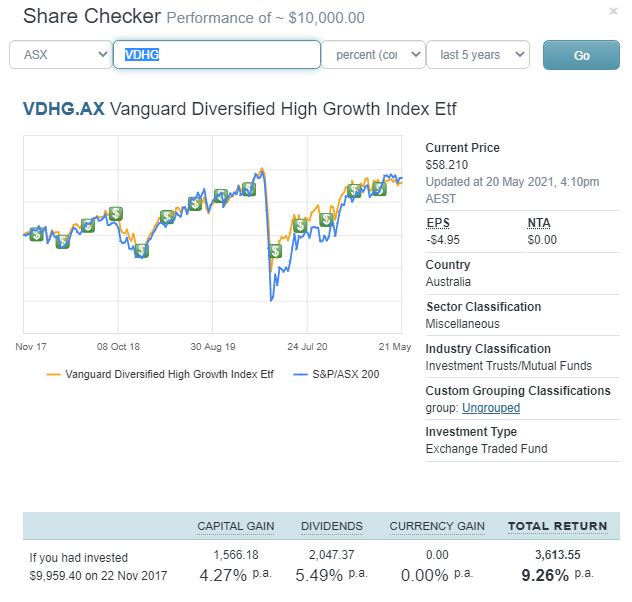 Share Checker Performance of ~ $10,000.00
×
ASX VDHG percent (coı last 5 years Go
VDHG.AX Vanguard Diversified High Growth Index Etf
Current Price
$58.210
Updated at 20 May 2021, 4:10pm
AEST
EPS NTA
-$4.95 $0.00
Country
Australia
Sector Classification
Miscellaneous
Industry Classification
Investment Trusts/Mutual Funds
Custom Grouping Classifications
group: Ungrouped
Investment Type
Exchange Traded Fund
Nov 17 08 Oct 18 30 Aug 19 24 Jul 20 21 May
Vanguard Diversified High Growth Index Etf S&P/ASX 200
CAPITAL GAIN DIVIDENDS CURRENCY GAIN TOTAL RETURN
If you had invested 1,566.18 2,047.37 0.00 3,613.55
$9,959.40 on 22 Nov 2017 4.27% p.a. 5.49% p.a. 0.00% p.a. 9.26% p.a.